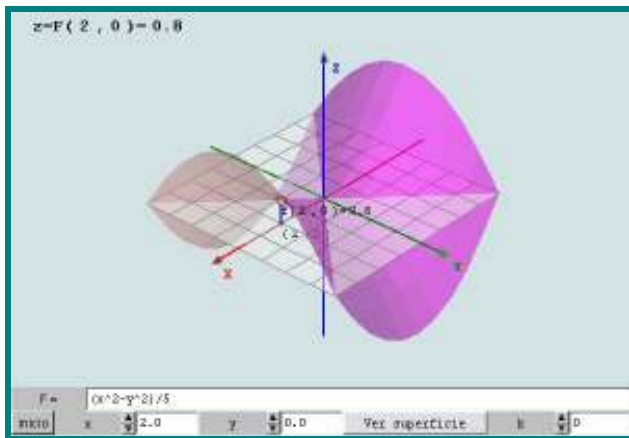 z=F( 2 , 0 )= 0.8
z
( 2 , 0 )=0.8
( 2
X
Y
F= (x^2-y^2)/5
Inicio x 2.0 y 0.0 Ver superficie k 0